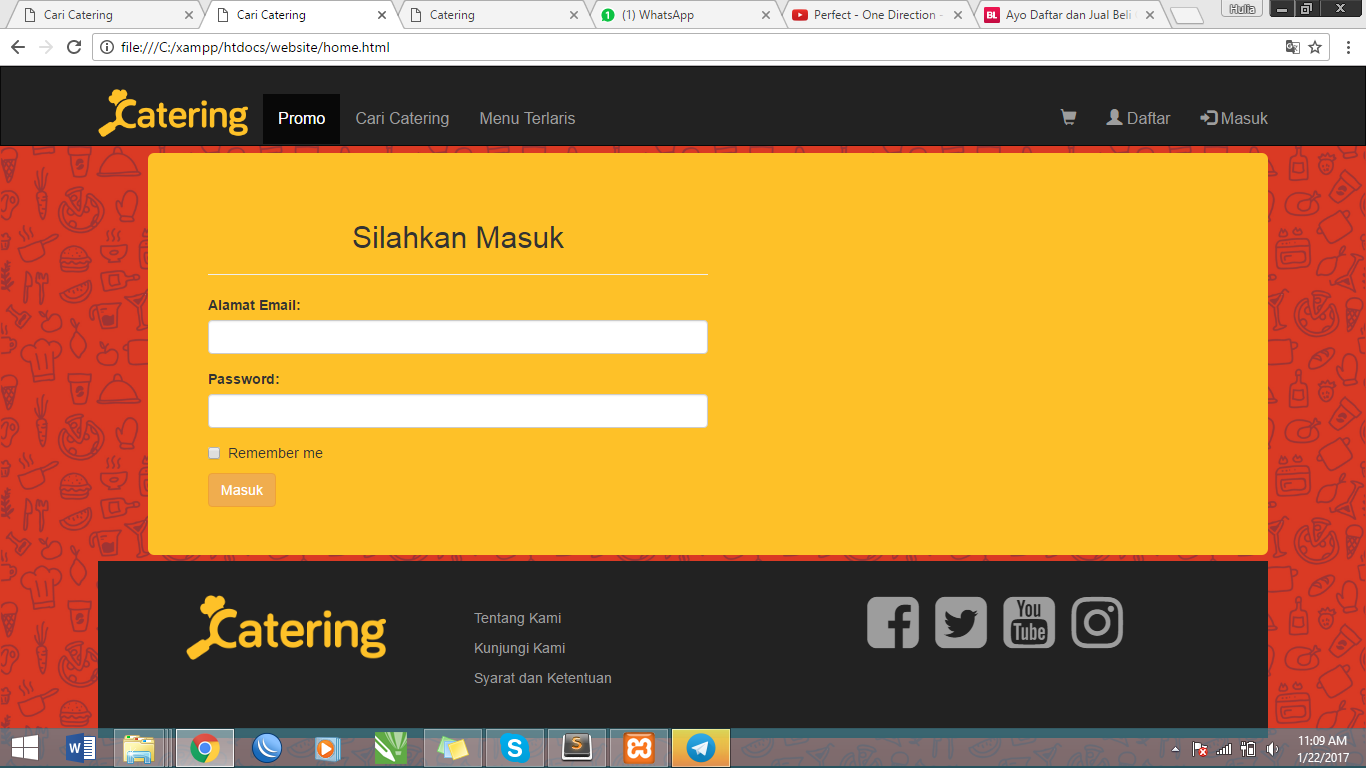 Cari Catering
Cari Catering
Catering
(1) WhatsApp
Perfect - One Direction -
Ayo Daftar dan Jual Beli
Hulia
file:///C:/xampp/htdocs/website/home.html
Catering
Promo
Cari Catering
Menu Terlaris
Daftar
Masuk
Silahkan Masuk
Alamat Email:
Password:
Remember me
Masuk
Catering
Tentang Kami
Kunjungi Kami
Syarat dan Ketentuan
You
Tube
11:09 AM
1/22/2017